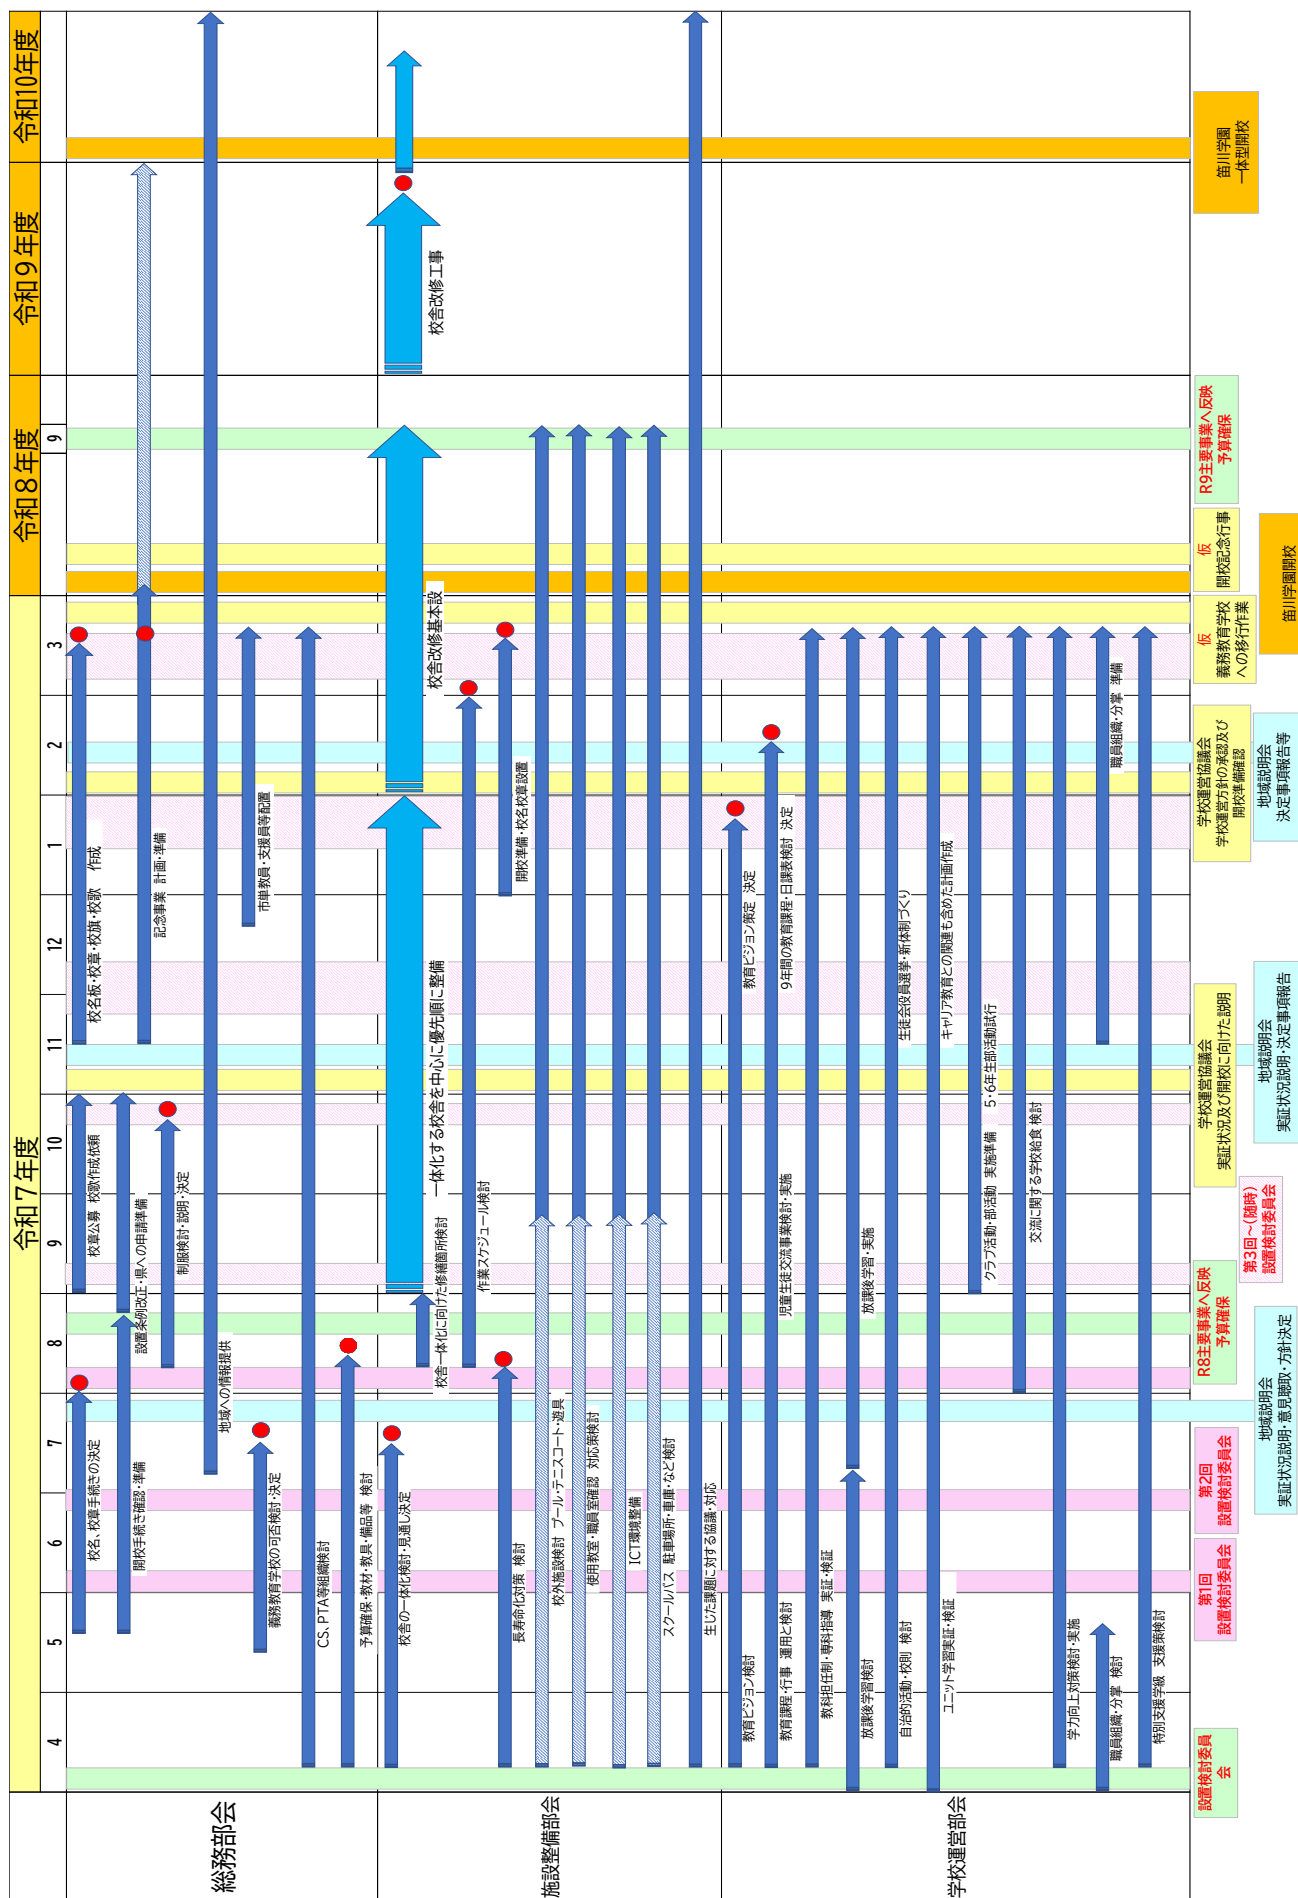 令和７年度
令和８年度
令和９年度
令和10年度
4
5
6
7
8
9
10
11
12
1
2
3
9
総務部会
校名、校章手続きの決定
校章公募 校歌作成依頼
校名板・校章・校旗・校歌 作成
開校手続き確認・準備
設置条例改正・県への申請準備
記念事業 計画・準備
制服検討・説明・決定
地域への情報提供
義務教育学校の可否検討・決定
市単教員・支援員等配置
CS、PTA等組織検討
予算確保・教材・教具・備品等 検討
施設整備部会
校舎の一体化検討・見通し決定
校舎一体化に向けた修繕箇所検討
一体化する校舎を中心に優先順に整備
校舎改修基本設
校舎改修工事
作業スケジュール検討
長寿命化対策 検討
開校準備・校名校章設置
校外施設検討 プール・テニスコート・遊具
使用教室・職員室確認 対応策検討
ICT環境整備
スクールバス 駐車場所・車庫・など検討
生じた課題に対する協議・対応
学校運営部会
教育ビジョン検討
教育ビジョン策定 決定
教育課程・行事 運用と検討
9年間の教育課程・日課表検討 決定
教科担任制・専科指導 実証・検証
児童生徒交流事業検討・実施
放課後学習検討
放課後学習・実施
自治的活動・校則 検討
生徒会役員選挙・新体制づくり
ユニット学習実証・検証
キャリア教育との関連も含めた計画作成
クラブ活動・部活動 実施準備 5・6年生部活動試行
交流に関する学校給食 検討
学力向上対策検討・実施
職員組織・分掌 検討
職員組織・分掌 準備
特別支援学級 支援策検討
設置検討委員
会
第1回
設置検討委員会
第2回
設置検討委員会
地域説明会
実証状況説明・意見聴取・方針決定
R8主要事業へ反映
予算確保
第3回～(随時)
設置検討委員会
学校運営協議会
実証状況及び開校に向けた説明
地域説明会
実証状況説明・決定事項報告
学校運営協議会
学校運営方針の承認及び
開校準備確認
地域説明会
決定事項報告等
仮
義務教育学校
への移行作業
笛川学園開校
仮
開校記念行事
R9主要事業へ反映
予算確保
笛川学園
一体型開校